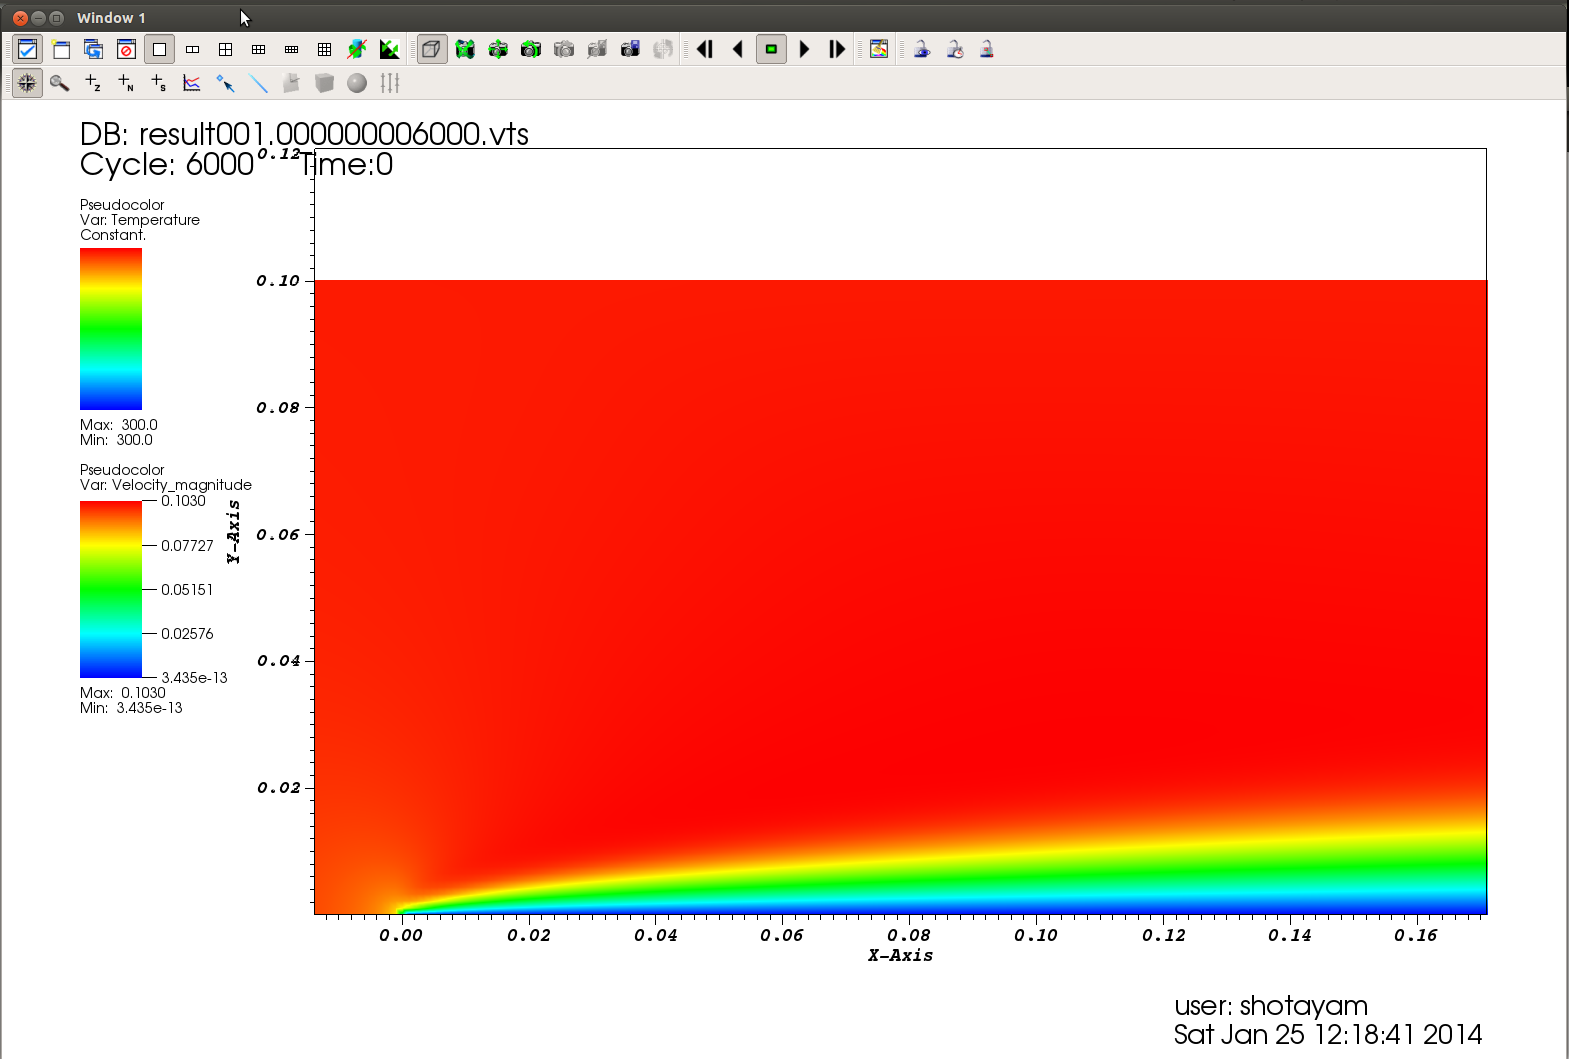 Window 1
DB: result001.000000006000.vts
Cycle: 6000 Time:0
Pseudocolor
Var: Temperature
Constant.
Max: 300.0
Min: 300.0
Pseudocolor
Var: Velocity_magnitude
0.1030
0.07727
0.05151
0.02576
3.435e-13
Max: 0.1030
Min: 3.435e-13
Y-Axis
0.12
0.10
0.08
0.06
0.04
0.02
0.00 0.02 0.04 0.06 0.08 0.10 0.12 0.14 0.16
X-Axis
user: shotayam
Sat Jan 25 12:18:41 2014